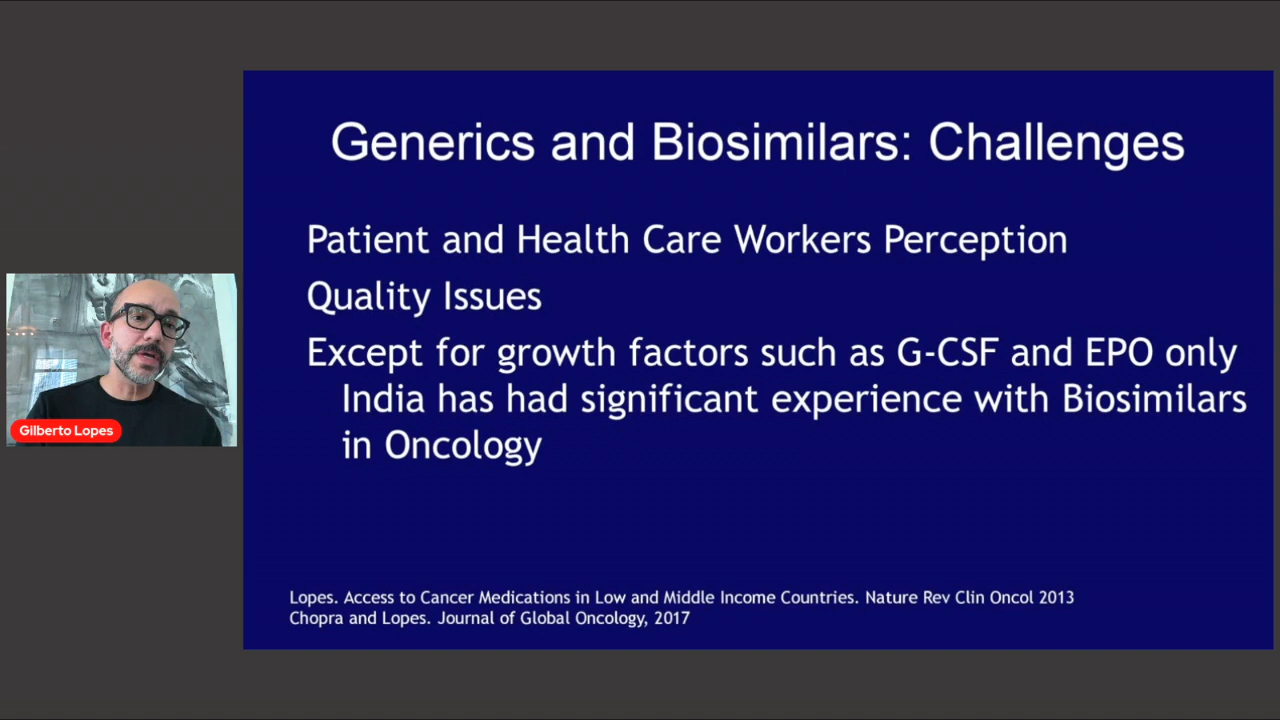 Generics and Biosimilars: Challenges
Patient and Health Care Workers Perception
Quality Issues
Except for growth factors such as G-CSF and EPO only
India has had significant experience with Biosimilars
in Oncology
Gilberto Lopes
Lopes. Access to Cancer Medications in Low and Middle Income Countries. Nature Rev Clin Oncol 2013
Chopra and Lopes. Journal of Global Oncology, 2017